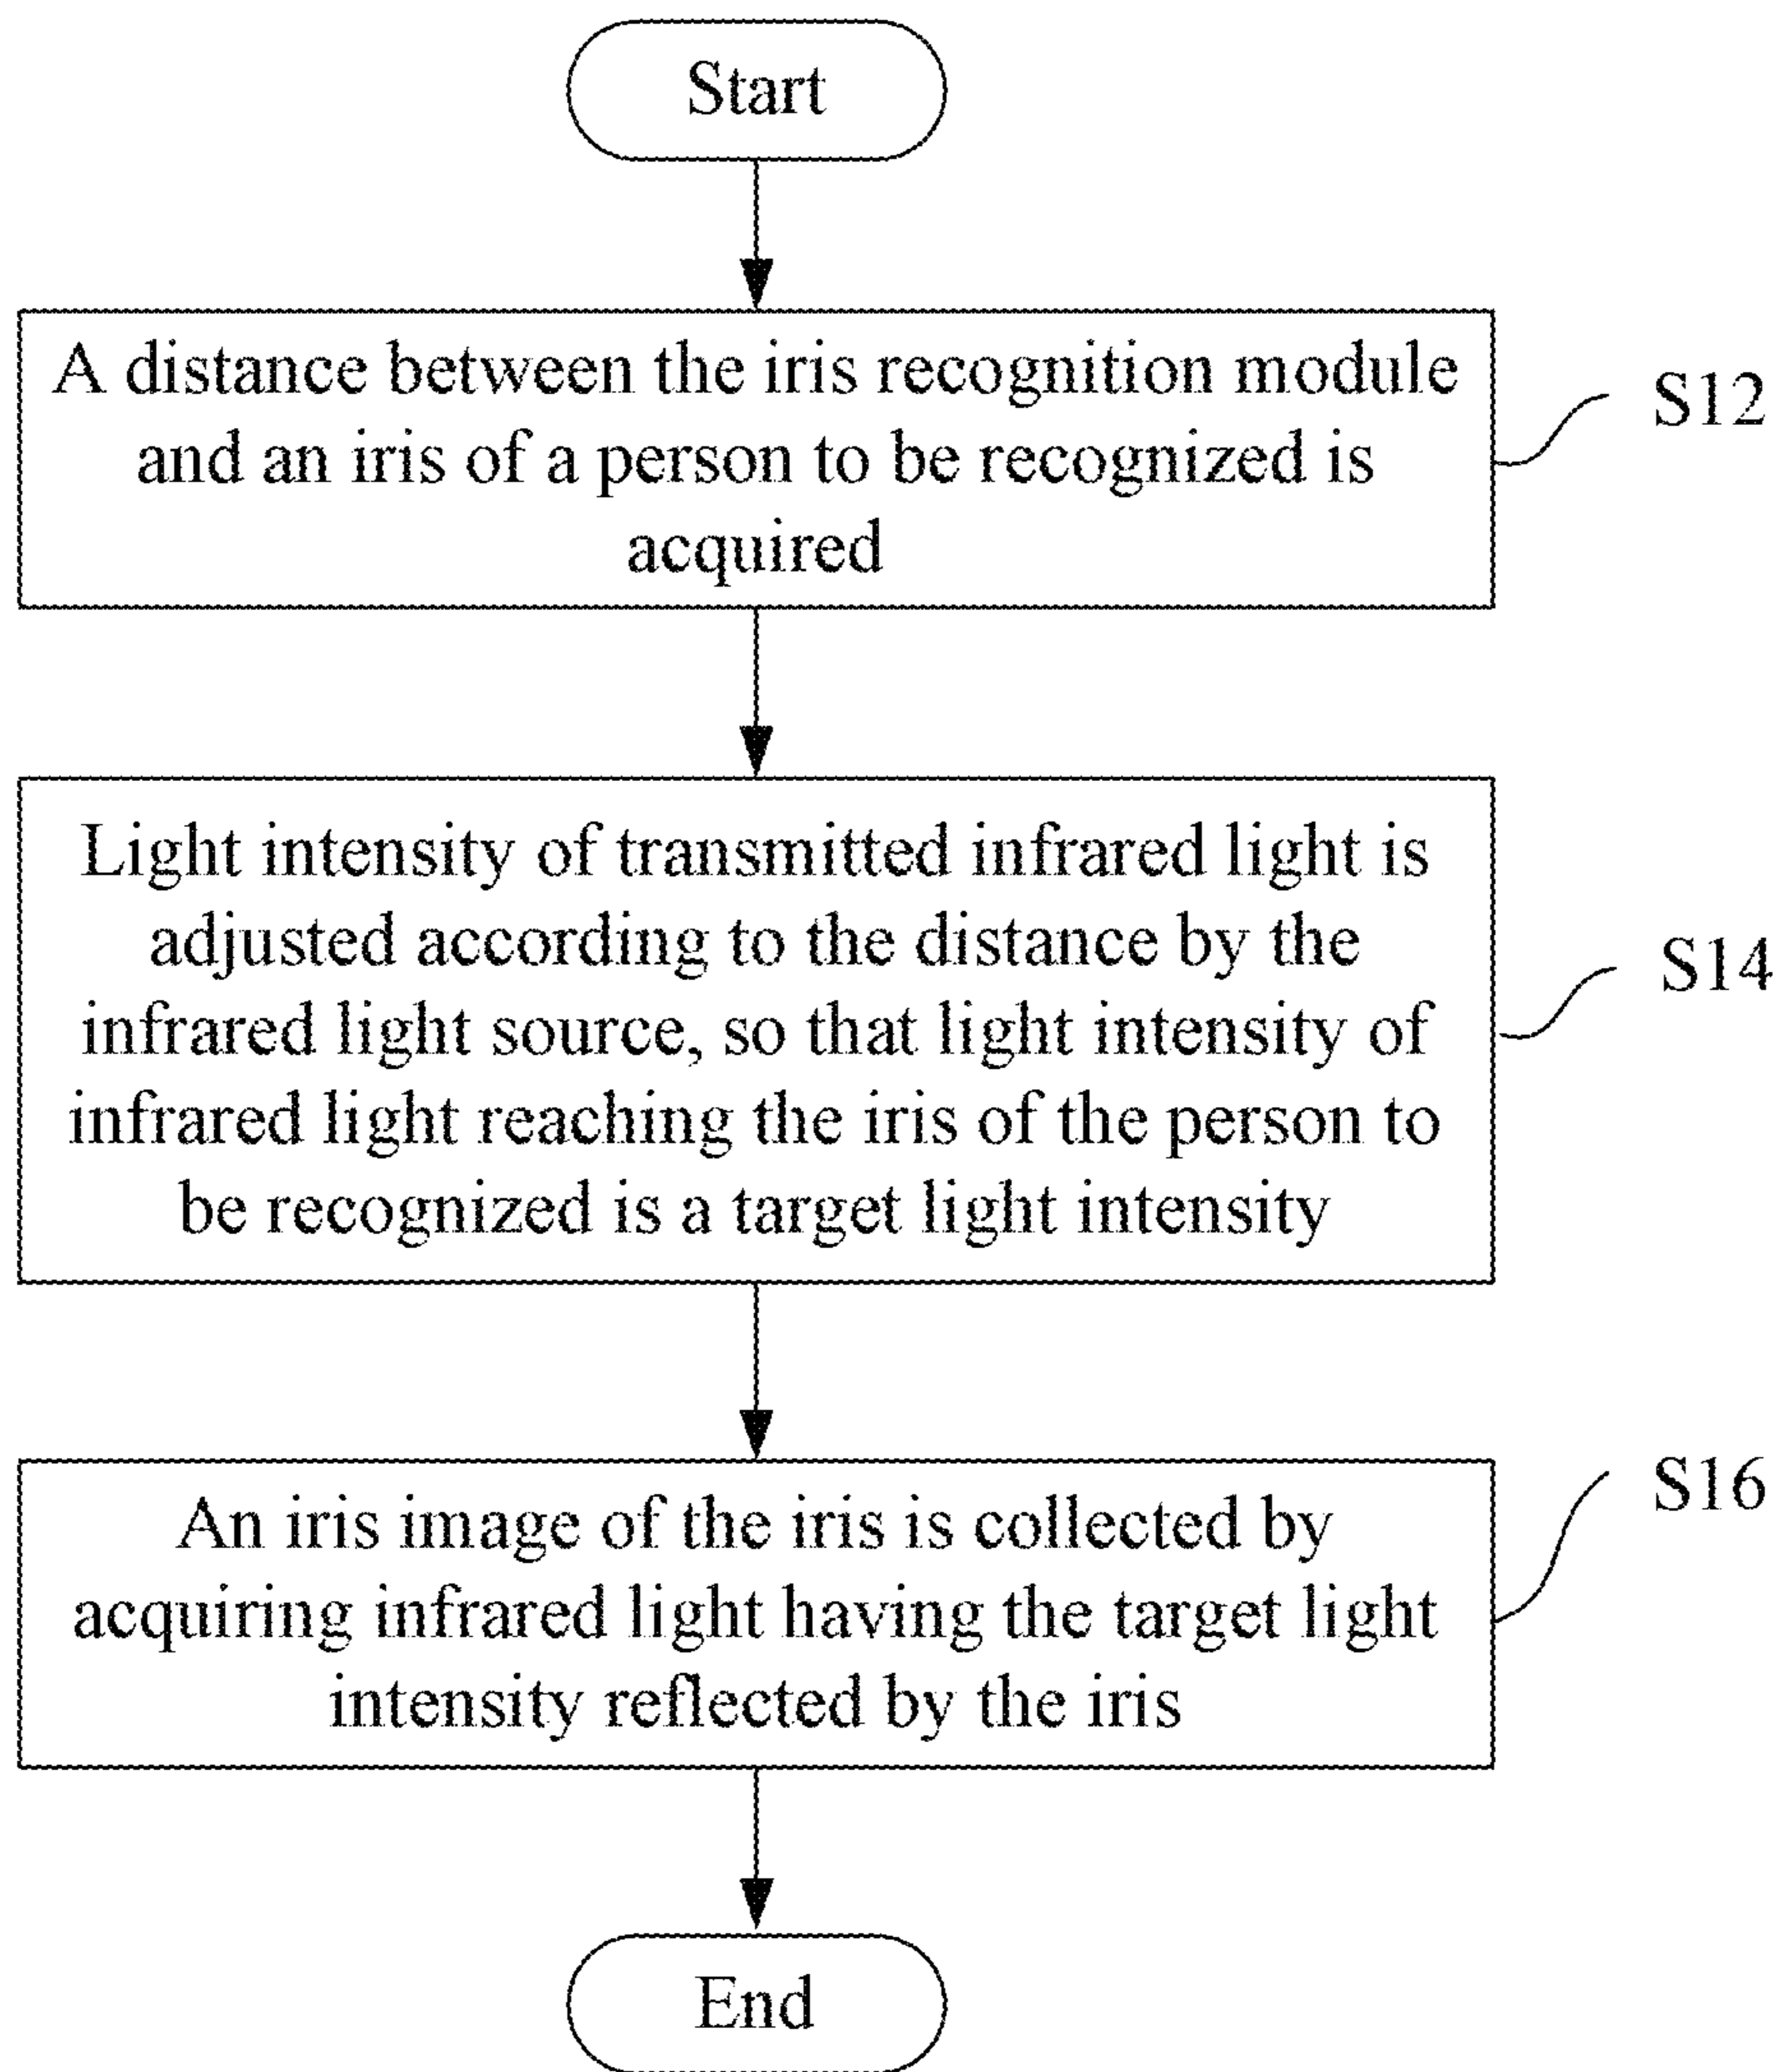 Start
A distance between the iris recognition module
and an iris of a person to be recognized is
acquired
S12
Light intensity of transmitted infrared light is
adjusted according to the distance by the
infrared light source, so that light intensity of
infrared light reaching the iris of the person to
be recognized is a target light intensity
S14
An iris image of the iris is collected by
acquiring infrared light having the target light
intensity reflected by the iris
S16
End